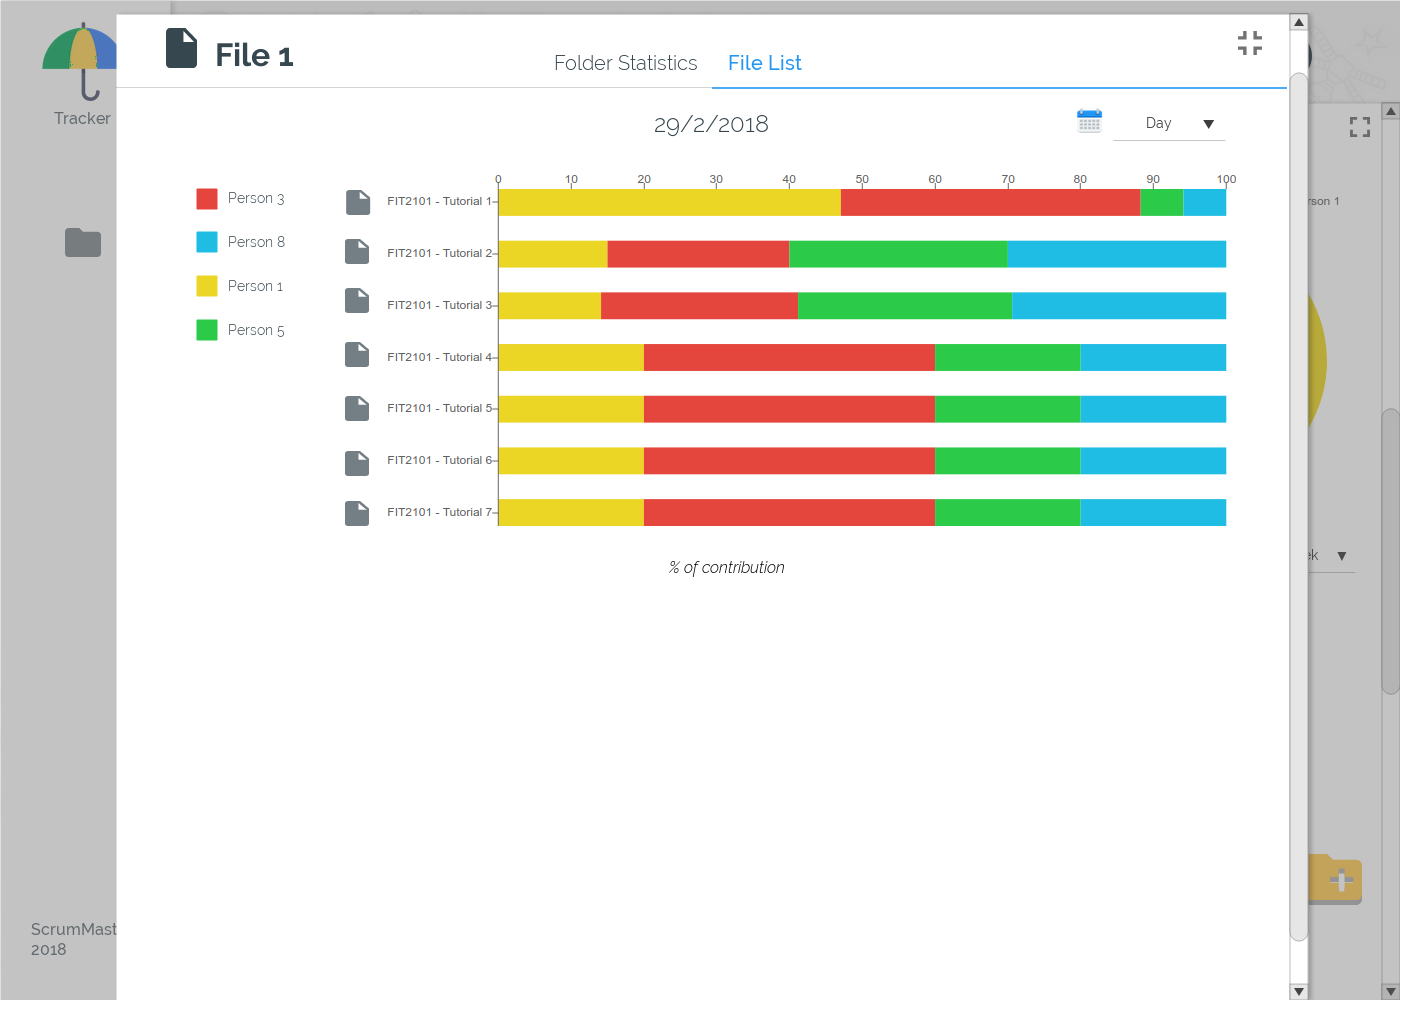 File 1
Folder Statistics
File List
Tracker
29/2/2018
Day
0 10 20 30 40 50 60 70 80 90 100
Person 3
Person 8
Person 1
Person 5
FIT2101 - Tutorial 1
FIT2101 - Tutorial 2
FIT2101 - Tutorial 3
FIT2101 - Tutorial 4
FIT2101 - Tutorial 5
FIT2101 - Tutorial 6
FIT2101 - Tutorial 7
% of contribution
rson 1
ek
ScrumMast
2018